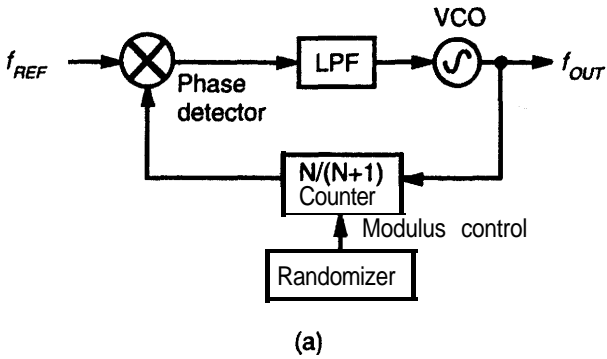 VCO
f_REF
LPF
f_OUT
Phase
detector
N/(N+1)
Counter
Modulus control
Randomizer
(a)